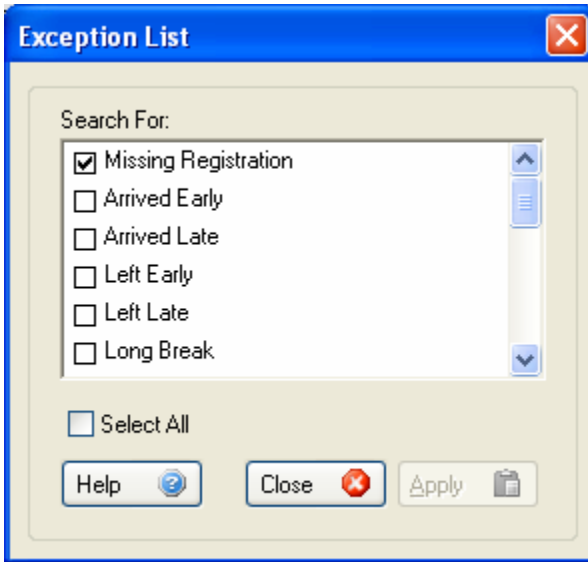 Exception List
Search For:
Missing Registration
Arrived Early
Arrived Late
Left Early
Left Late
Long Break
Select All
Help Close Apply